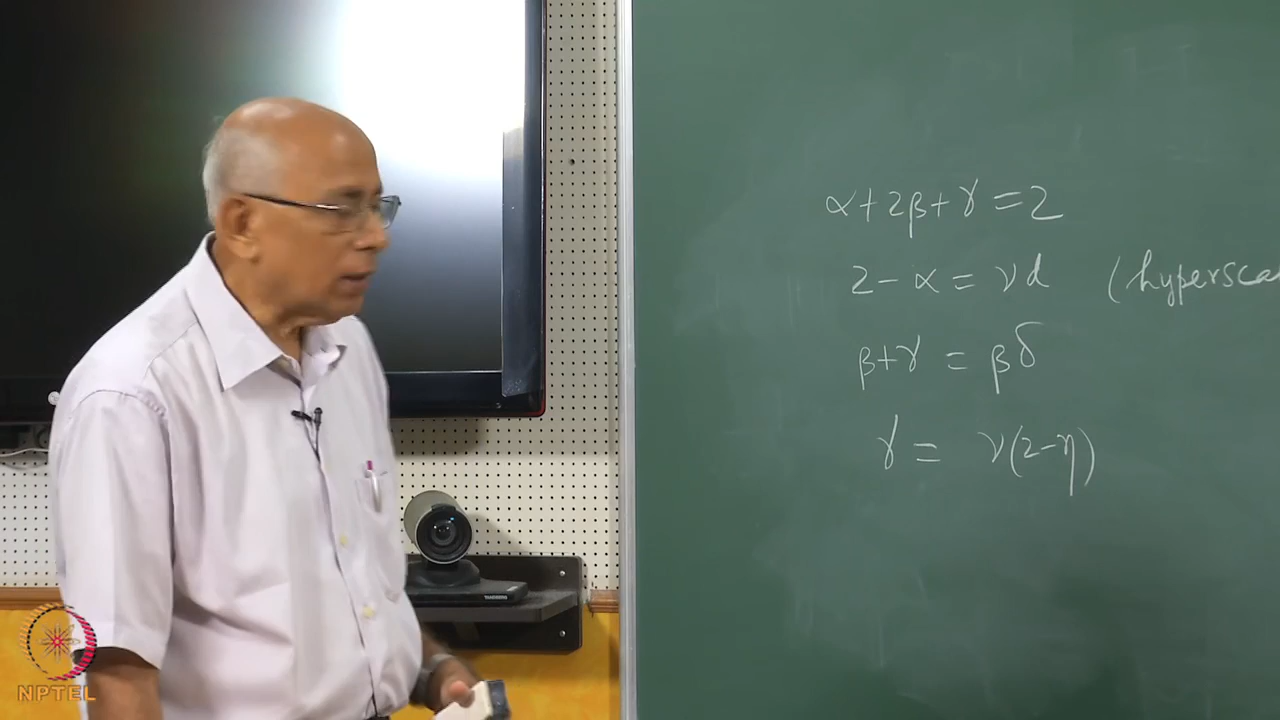 α+2β+γ=2
2-α=νd (hypersca
β+γ = βδ
γ = ν(2-η)
NPTEL